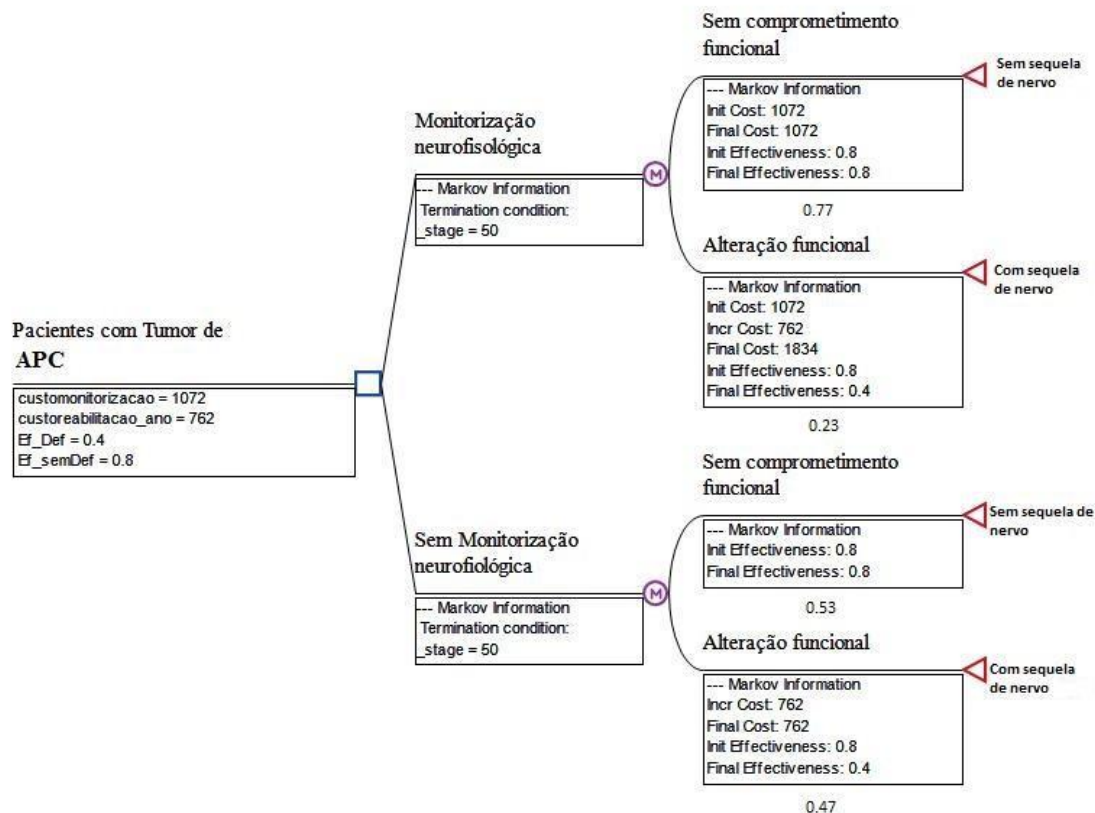 Sem comprometimento
funcional
Sem sequela
de nervo
--- Markov Information
Init Cost: 1072
Final Cost: 1072
Init Effectiveness: 0.8
Final Effectiveness: 0.8
0.77
Monitorização
neurofisológica
--- Markov Information
Termination condition:
_stage = 50
M
Alteração funcional
Com sequela
de nervo
--- Markov Information
Init Cost: 1072
Incr Cost: 762
Final Cost: 1834
Init Effectiveness: 0.8
Final Effectiveness: 0.4
0.23
Pacientes com Tumor de
APC
customonitorizacao = 1072
custoreabilitacao_ano = 762
Ef_Def = 0.4
Ef_semDef = 0.8
Sem comprometimento
funcional
Sem sequela de
nervo
--- Markov Information
Init Effectiveness: 0.8
Final Effectiveness: 0.8
0.53
Sem Monitorização
neurofiológica
--- Markov Information
Termination condition:
_stage = 50
M
Alteração funcional
Com sequela
de nervo
--- Markov Information
Incr Cost: 762
Final Cost: 762
Init Effectiveness: 0.8
Final Effectiveness: 0.4
0.47